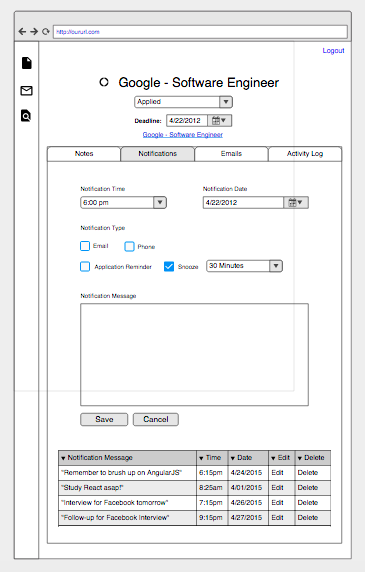 http://oururl.com
Logout
Google - Software Engineer
Applied
Deadline: 4/22/2012
Google - Software Engineer
Notes Notifications Emails Activity Log
Notification Time Notification Date
6:00 pm 4/22/2012
Notification Type
Email Phone
Application Reminder Snooze 30 Minutes
Notification Message
Save Cancel
Notification Message Time Date Edit Delete
"Remember to brush up on AngularJS" 6:15pm 4/24/2015 Edit Delete
"Study React asap!" 8:25am 4/01/2015 Edit Delete
"Interview for Facebook tomorrow" 7:15pm 4/26/2015 Edit Delete
"Follow-up for Facebook Interview" 9:15pm 4/27/2015 Edit Delete